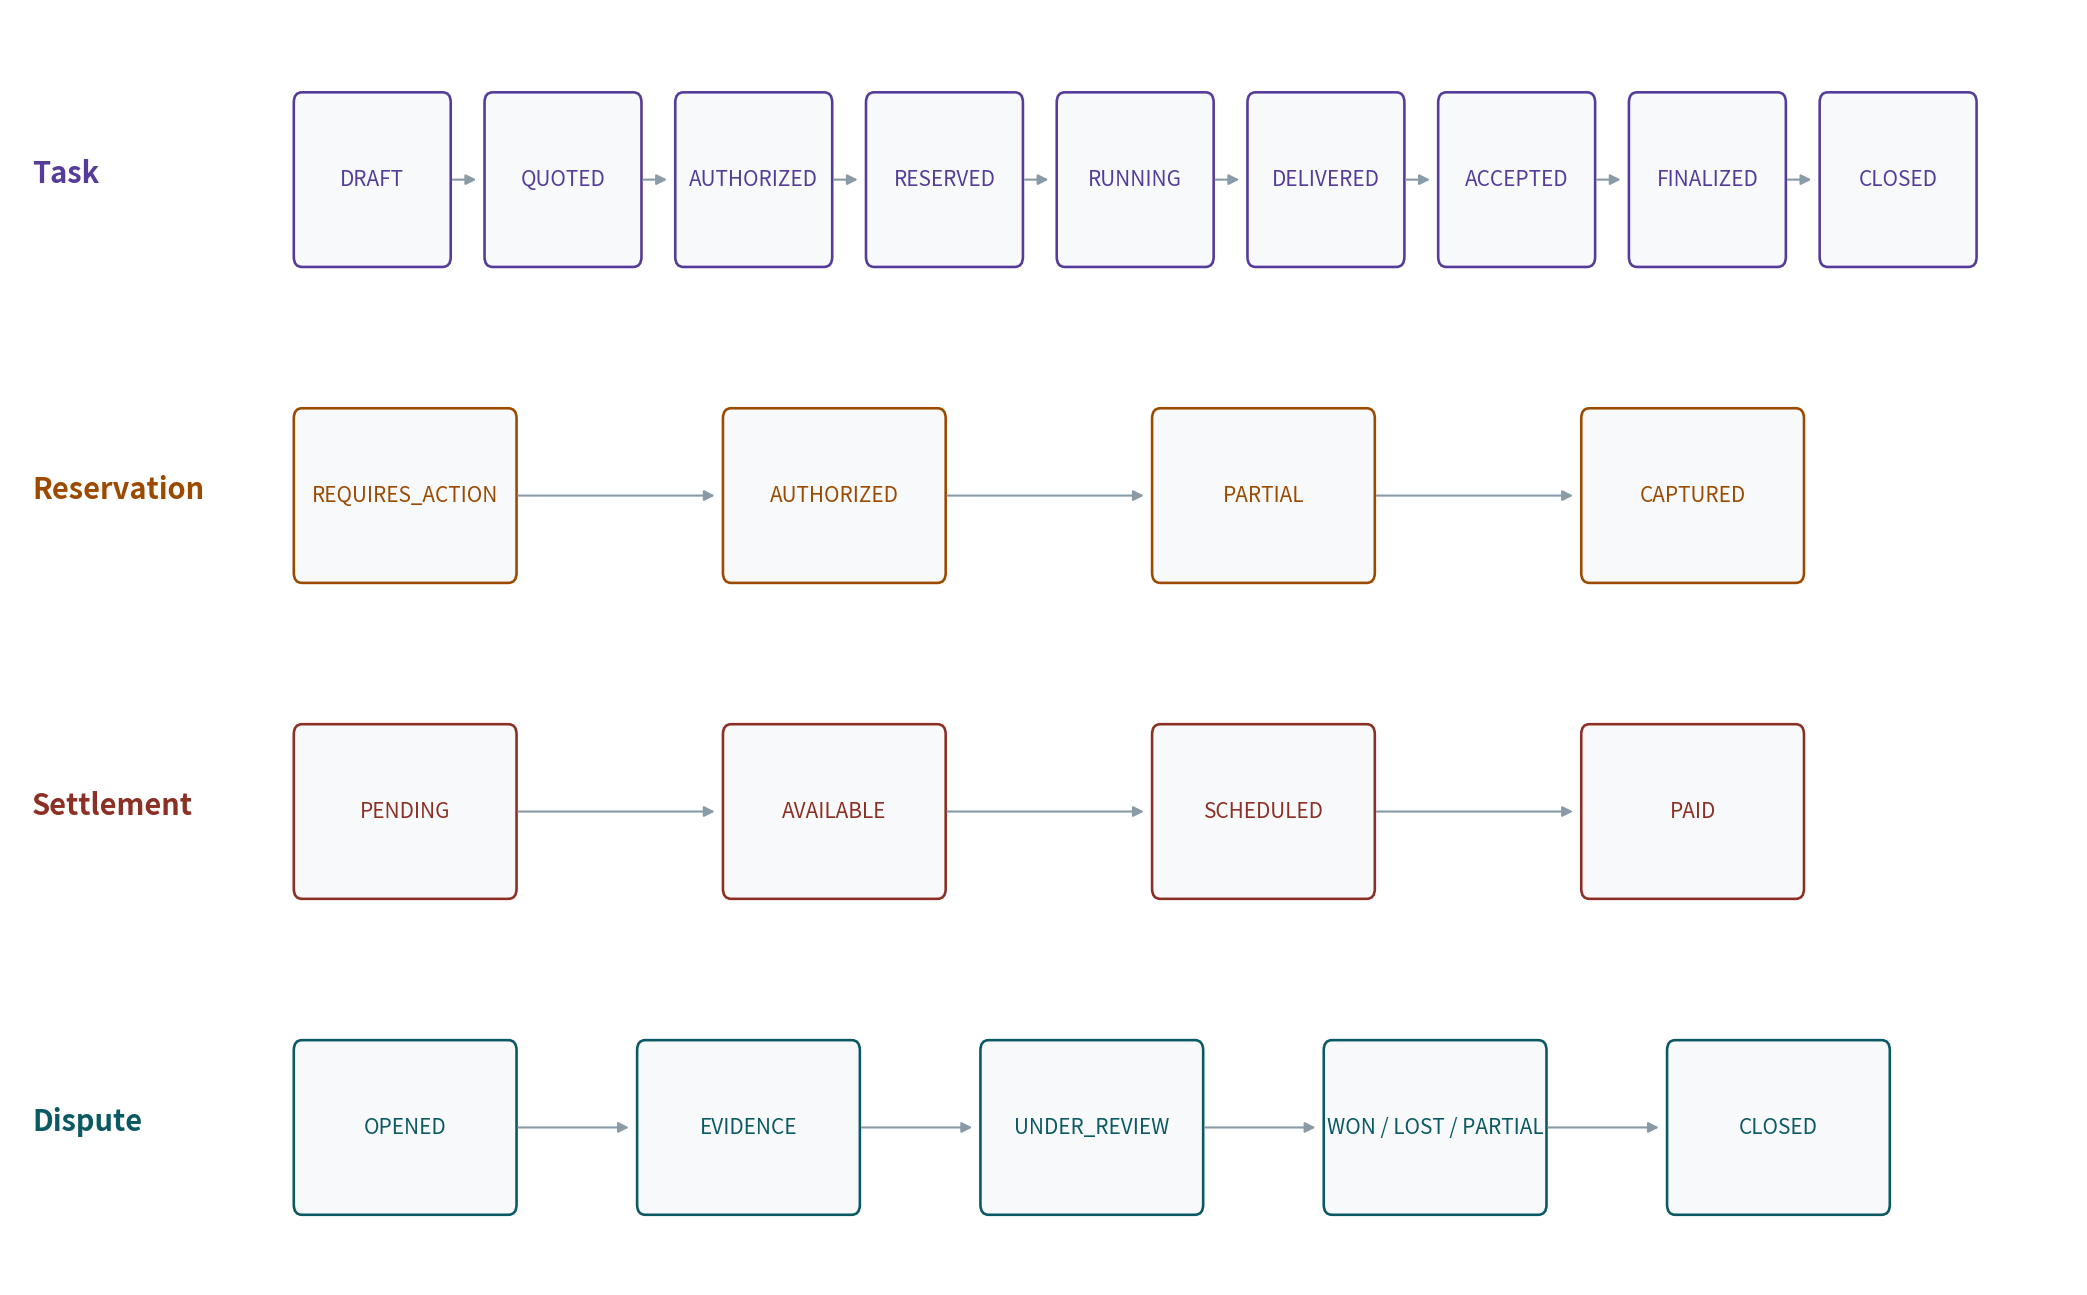 Task
DRAFT
QUOTED
AUTHORIZED
RESERVED
RUNNING
DELIVERED
ACCEPTED
FINALIZED
CLOSED
Reservation
REQUIRES_ACTION
AUTHORIZED
PARTIAL
CAPTURED
Settlement
PENDING
AVAILABLE
SCHEDULED
PAID
Dispute
OPENED
EVIDENCE
UNDER_REVIEW
WON / LOST / PARTIAL
CLOSED